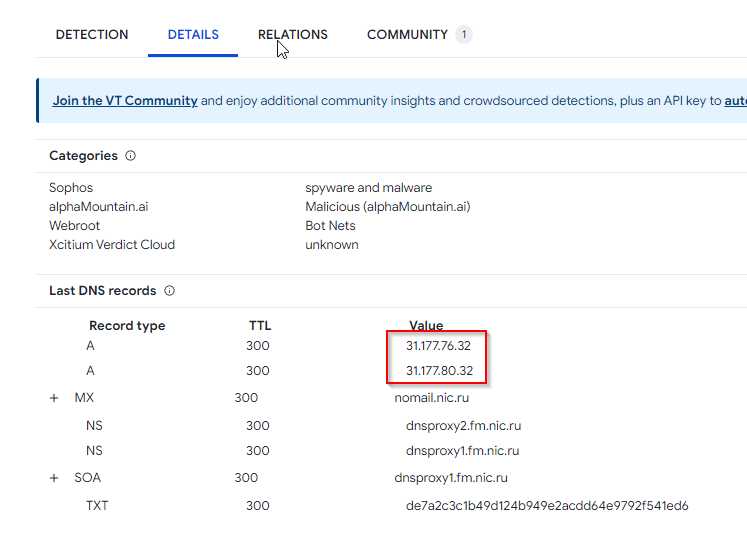 DETECTION DETAILS RELATIONS COMMUNITY 1
Join the VT Community and enjoy additional community insights and crowdsourced detections, plus an API key to
Categories
Sophos spyware and malware
alphaMountain.ai Malicious (alphaMountain.ai)
Webroot Bot Nets
Xcitium Verdict Cloud unknown
Last DNS records
Record type TTL Value
A 300 31.177.76.32
A 300 31.177.80.32
+ MX 300 nomail.nic.ru
NS 300 dnsproxy2.fm.nic.ru
NS 300 dnsproxy1.fm.nic.ru
+ SOA 300 dnsproxy1.fm.nic.ru
TXT 300 de7a2c3c1b49d124b949e2acdd64e9792f541ed6